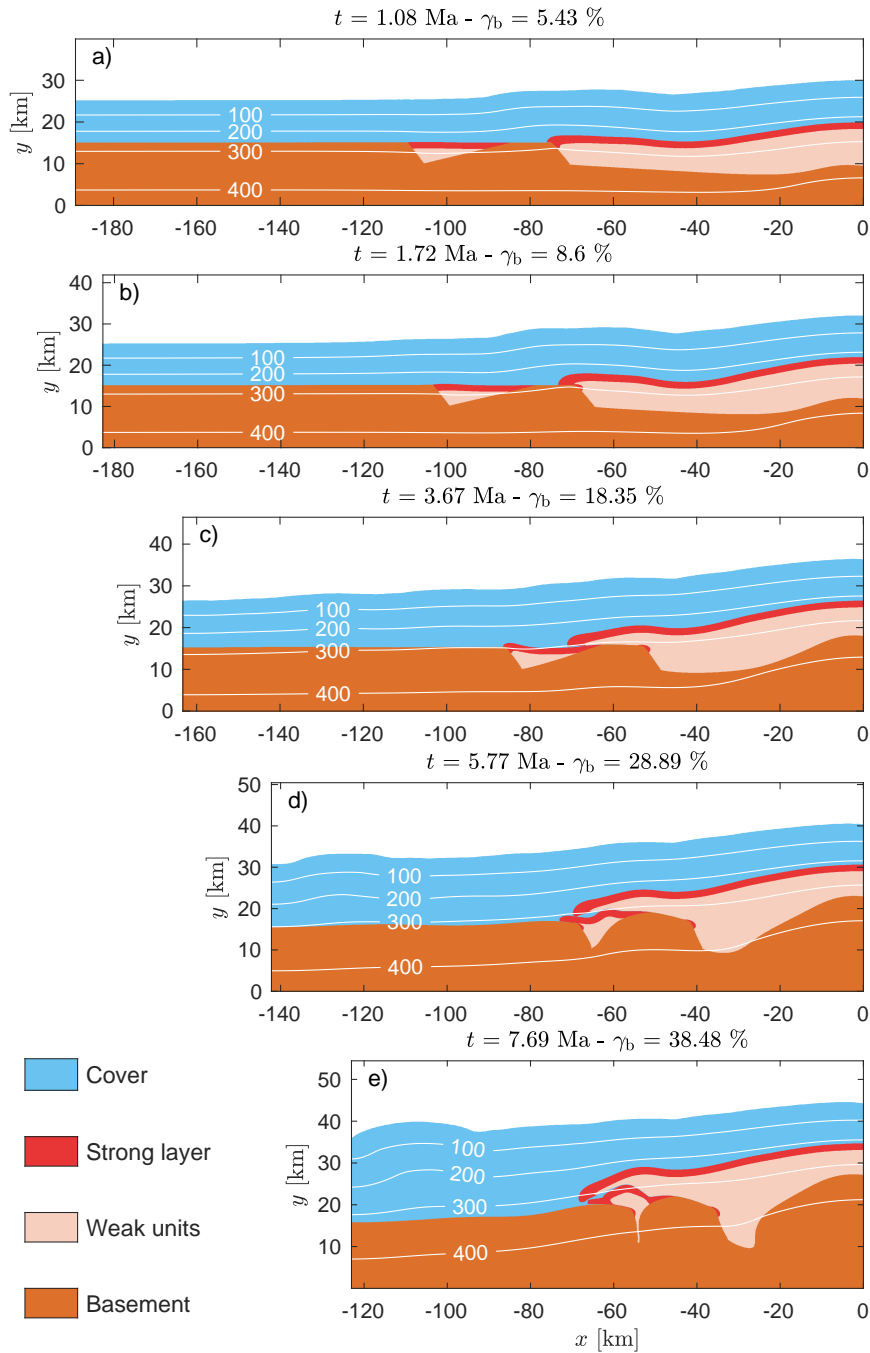 t = 1.08 Ma - γb = 5.43 %
a)
y [km]
30
20
10
0
100
200
300
400
-180 -160 -140 -120 -100 -80 -60 -40 -20 0
t = 1.72 Ma - γb = 8.6 %
b)
y [km]
40
30
20
10
0
100
200
300
400
-180 -160 -140 -120 -100 -80 -60 -40 -20 0
t = 3.67 Ma - γb = 18.35 %
c)
y [km]
40
30
20
10
0
100
200
300
400
-160 -140 -120 -100 -80 -60 -40 -20 0
t = 5.77 Ma - γb = 28.89 %
d)
y [km]
50
40
30
20
10
0
100
200
300
400
-140 -120 -100 -80 -60 -40 -20 0
t = 7.69 Ma - γb = 38.48 %
e)
y [km]
50
40
30
20
10
100
200
300
400
-120 -100 -80 -60 -40 -20 0
x [km]
Cover
Strong layer
Weak units
Basement